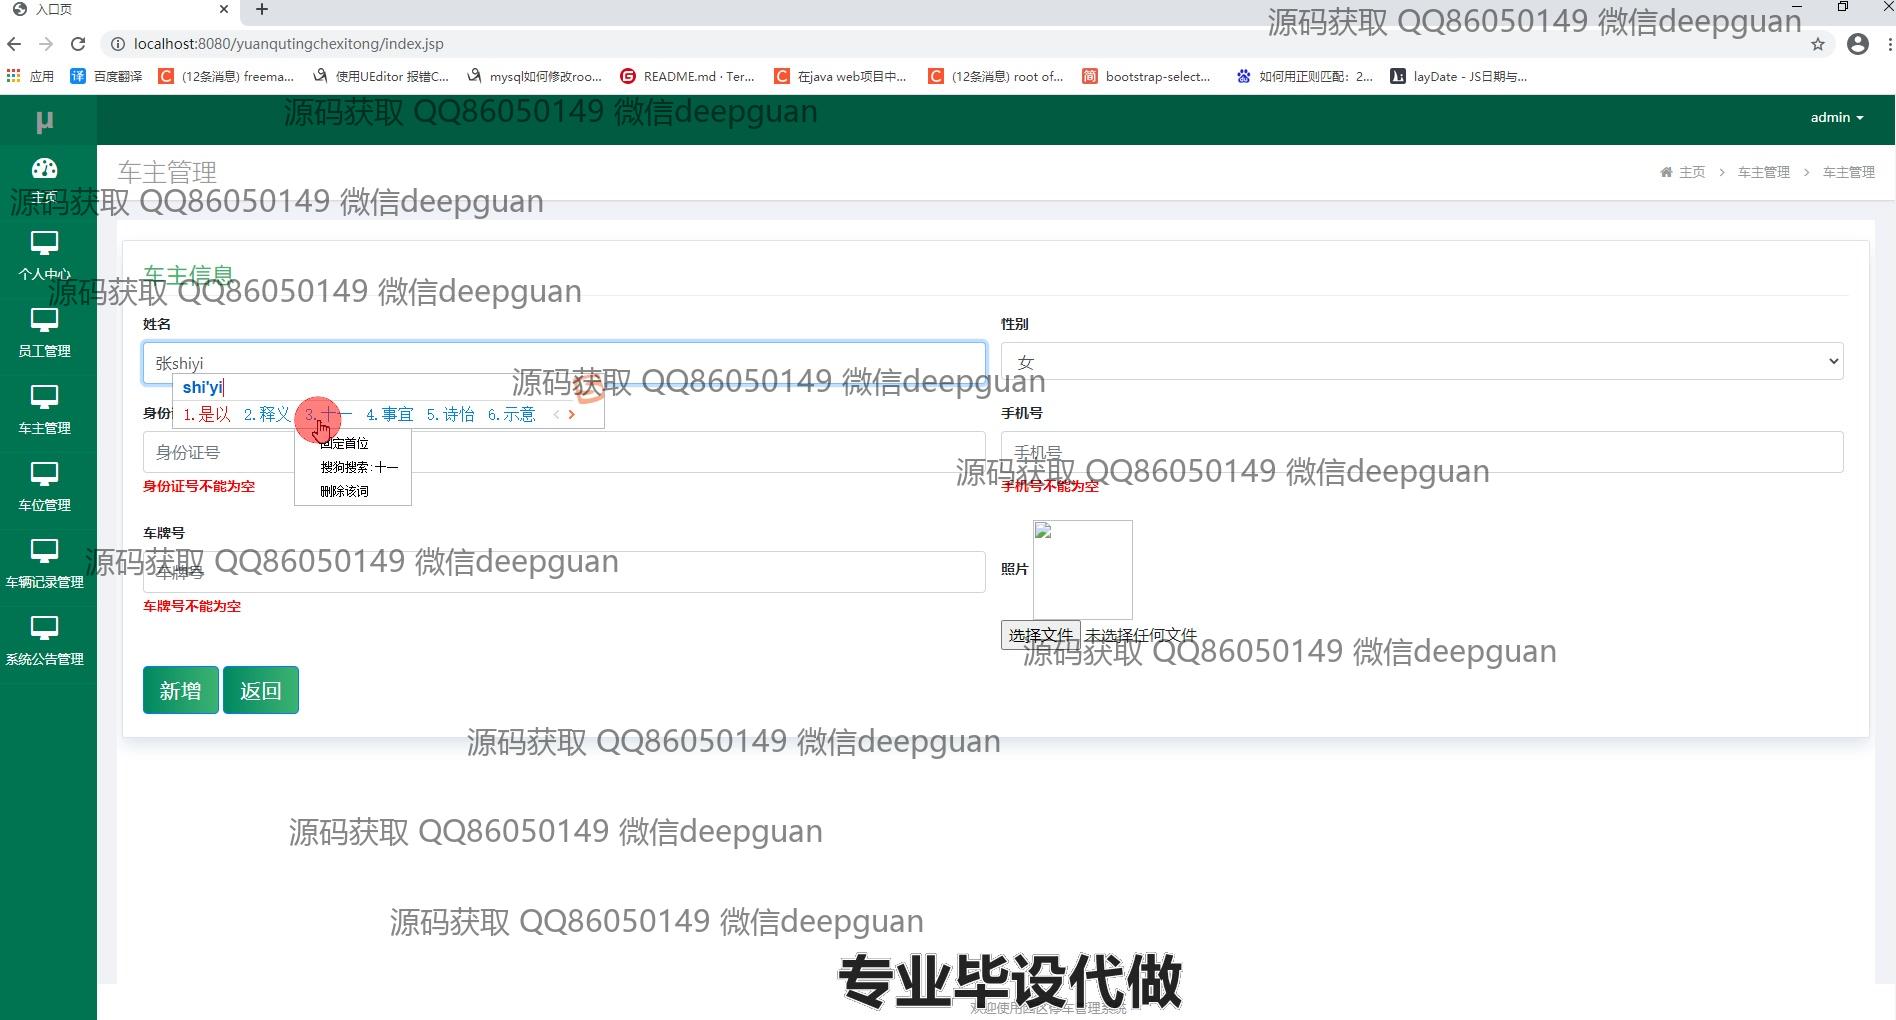 入口页
源码获取 QQ86050149 微信deepguan
localhost:8080/yuanqutingchexitong/index.jsp
应用
百度翻译
(12条消息) freema...
使用UEditor 报错C...
mysql如何修改roo...
README.md · Ter...
在java web项目中...
(12条消息) root of...
bootstrap-select...
如何用正则匹配：2...
layDate - JS日期与...
源码获取 QQ86050149 微信deepguan
µ
admin
车主管理
主页
车主管理
车主管理
主页
源码获取 QQ86050149 微信deepguan
个人中心
车主信息
源码获取 QQ86050149 微信deepguan
姓名
性别
员工管理
张shiyi
女
shi'yi
源码获取 QQ86050149 微信deepguan
1.是以 2.释义 3.十一 4.事宜 5.诗怡 6.示意
手机号
车主管理
固定首位
身份证号
手机号
搜狗搜索:十一
源码获取 QQ86050149 微信deepguan
身份证号不能为空
删除该词
手机号不能为空
车位管理
车牌号
源码获取 QQ86050149 微信deepguan
车牌号
照片
车辆记录管理
车牌号不能为空
选择文件 未选择任何文件
源码获取 QQ86050149 微信deepguan
系统公告管理
新增
返回
源码获取 QQ86050149 微信deepguan
源码获取 QQ86050149 微信deepguan
源码获取 QQ86050149 微信deepguan
专业毕设代做
欢迎使用园区停车管理系统